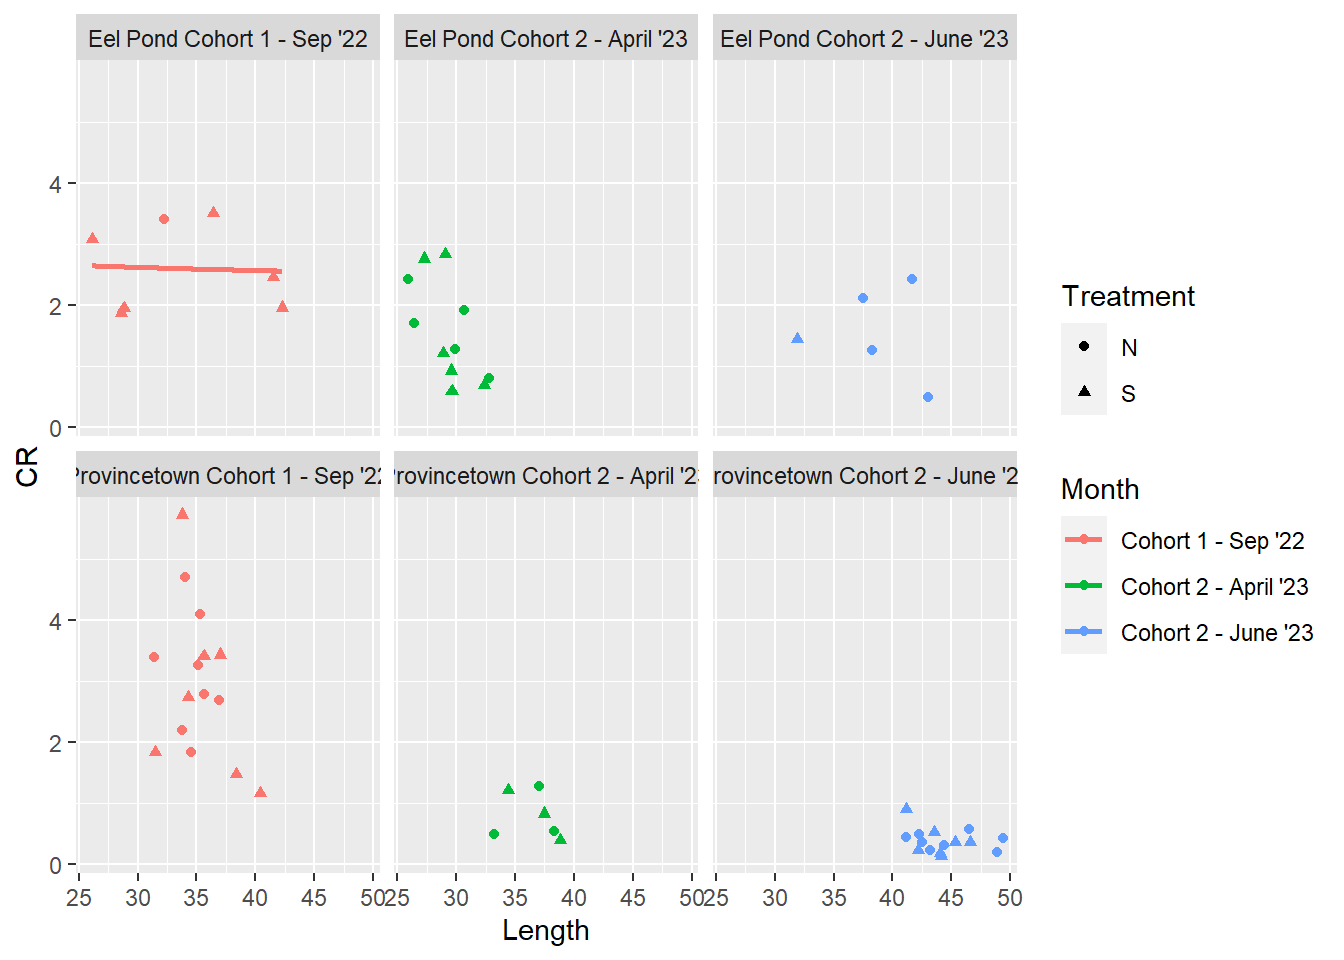 Eel Pond Cohort 1 - Sep '22
Eel Pond Cohort 2 - April '23
Eel Pond Cohort 2 - June '23
4
2
0
Provincetown Cohort 1 - Sep '22
Provincetown Cohort 2 - April '23
rovincetown Cohort 2 - June '2
4
2
0
CR
25 30 35 40 45 50
25 30 35 40 45 50
25 30 35 40 45 50
Length
Treatment
N
S
Month
Cohort 1 - Sep '22
Cohort 2 - April '23
Cohort 2 - June '23